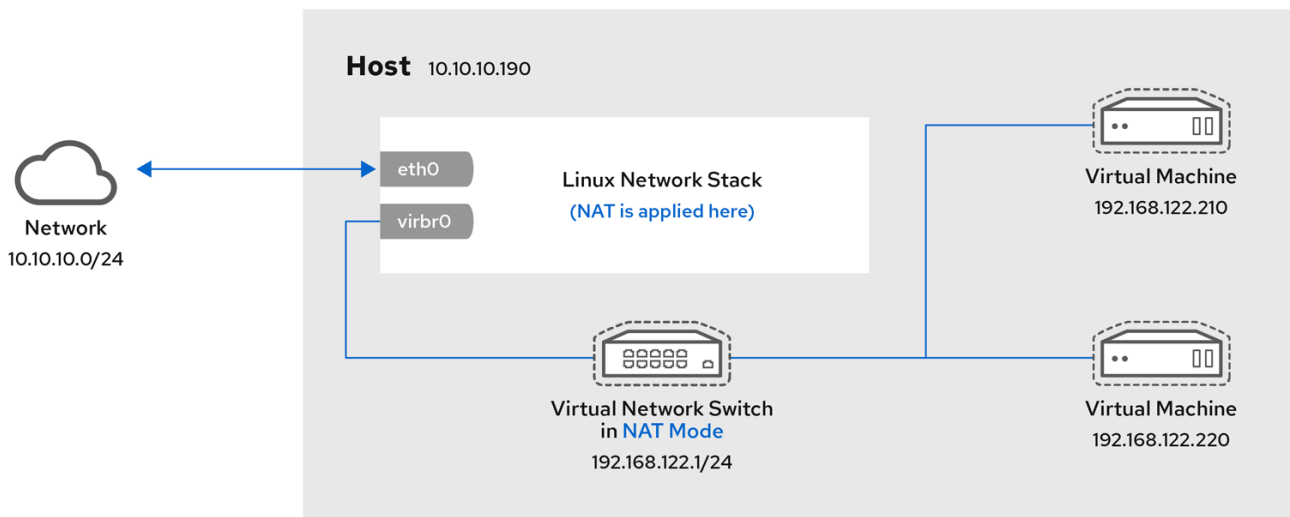 Host 10.10.10.190
eth0
Linux Network Stack
(NAT is applied here)
virbr0
Network
10.10.10.0/24
Virtual Machine
192.168.122.210
Virtual Network Switch
in NAT Mode
192.168.122.1/24
Virtual Machine
192.168.122.220